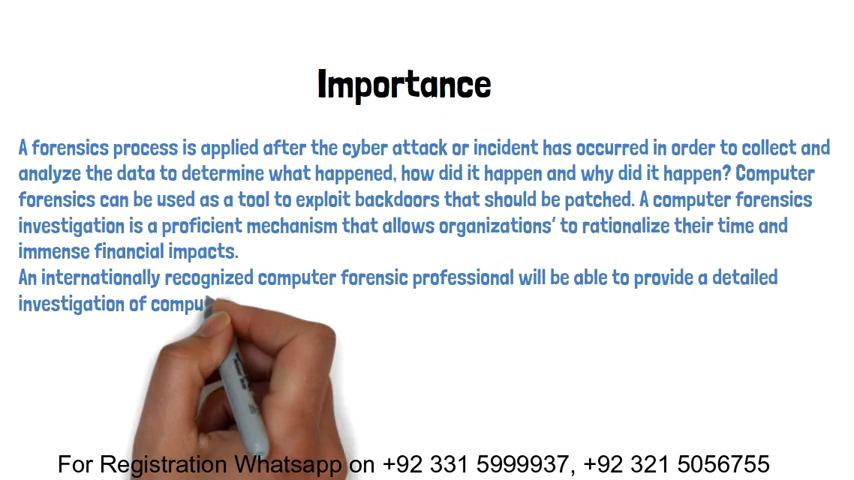 Importance
A forensics process is applied after the cyber attack or incident has occurred in order to collect and
analyze the data to determine what happened, how did it happen and why did it happen? Computer
forensics can be used as a tool to exploit backdoors that should be patched. A computer forensics
investigation is a proficient mechanism that allows organizations' to rationalize their time and
immense financial impacts.
An internationally recognized computer forensic professional will be able to provide a detailed
investigation of compu
For Registration Whatsapp on +92 331 5999937, +92 321 5056755